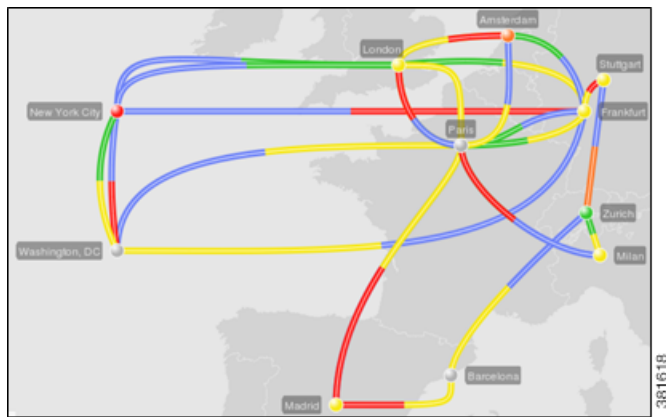 Amsterdam
London
Stuttgart
New York City
Frankfurt
Paris
Zurich
Washington, DC
Milan
Barcelona
Madrid
381618